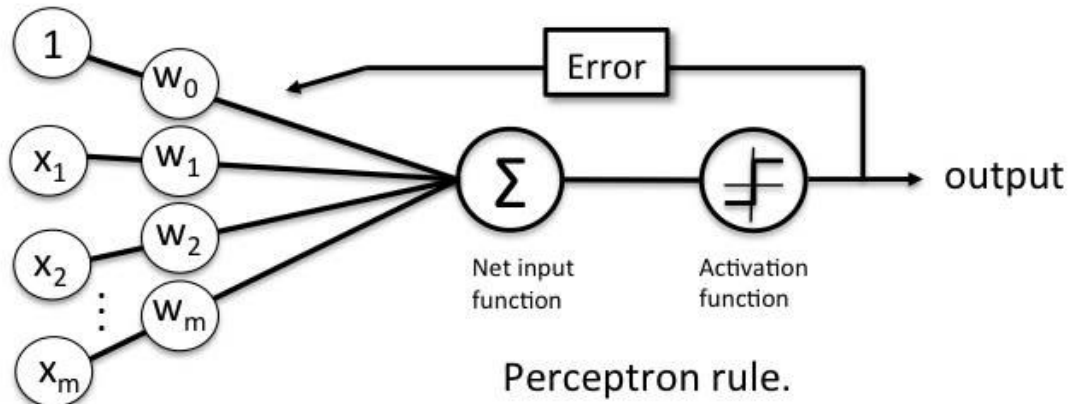 1
w₀
Error
x₁
w₁
Σ
output
x₂
w₂
Net input
function
Activation
function
⋮
wₘ
xₘ
Perceptron rule.